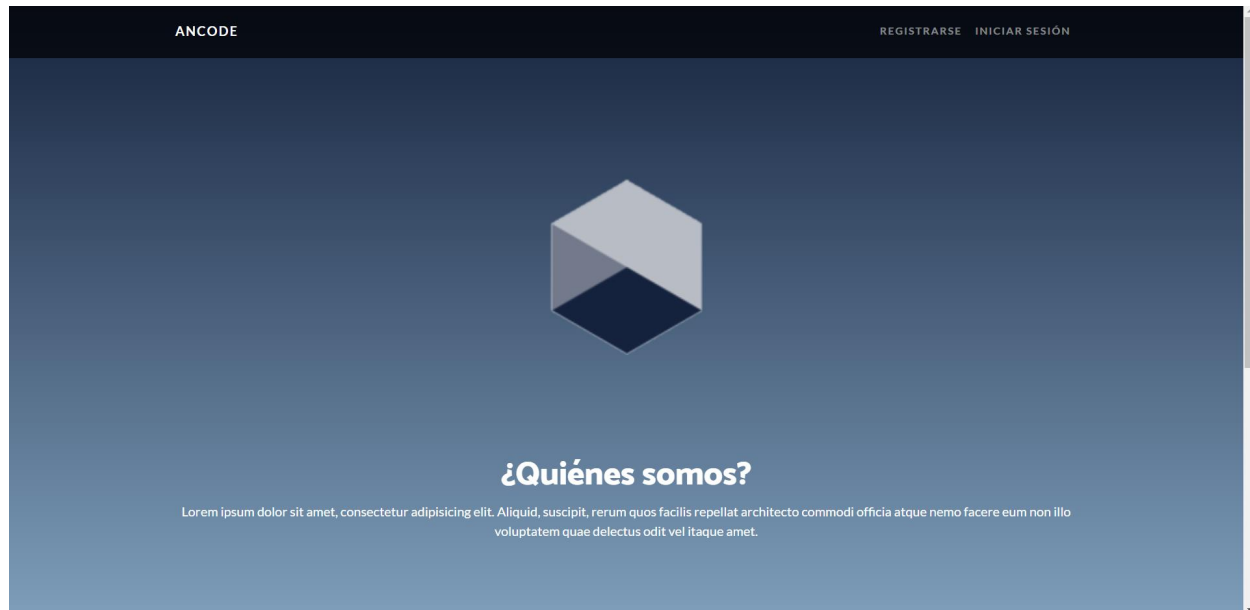 ANCODE
REGISTRARSE INICIAR SESIÓN
¿Quiénes somos?
Lorem ipsum dolor sit amet, consectetur adipisicing elit. Aliquid, suscipit, rerum quos facilis repellat architecto commodi officia atque nemo facere eum non illo
voluptatem quae delectus odit vel itaque amet.